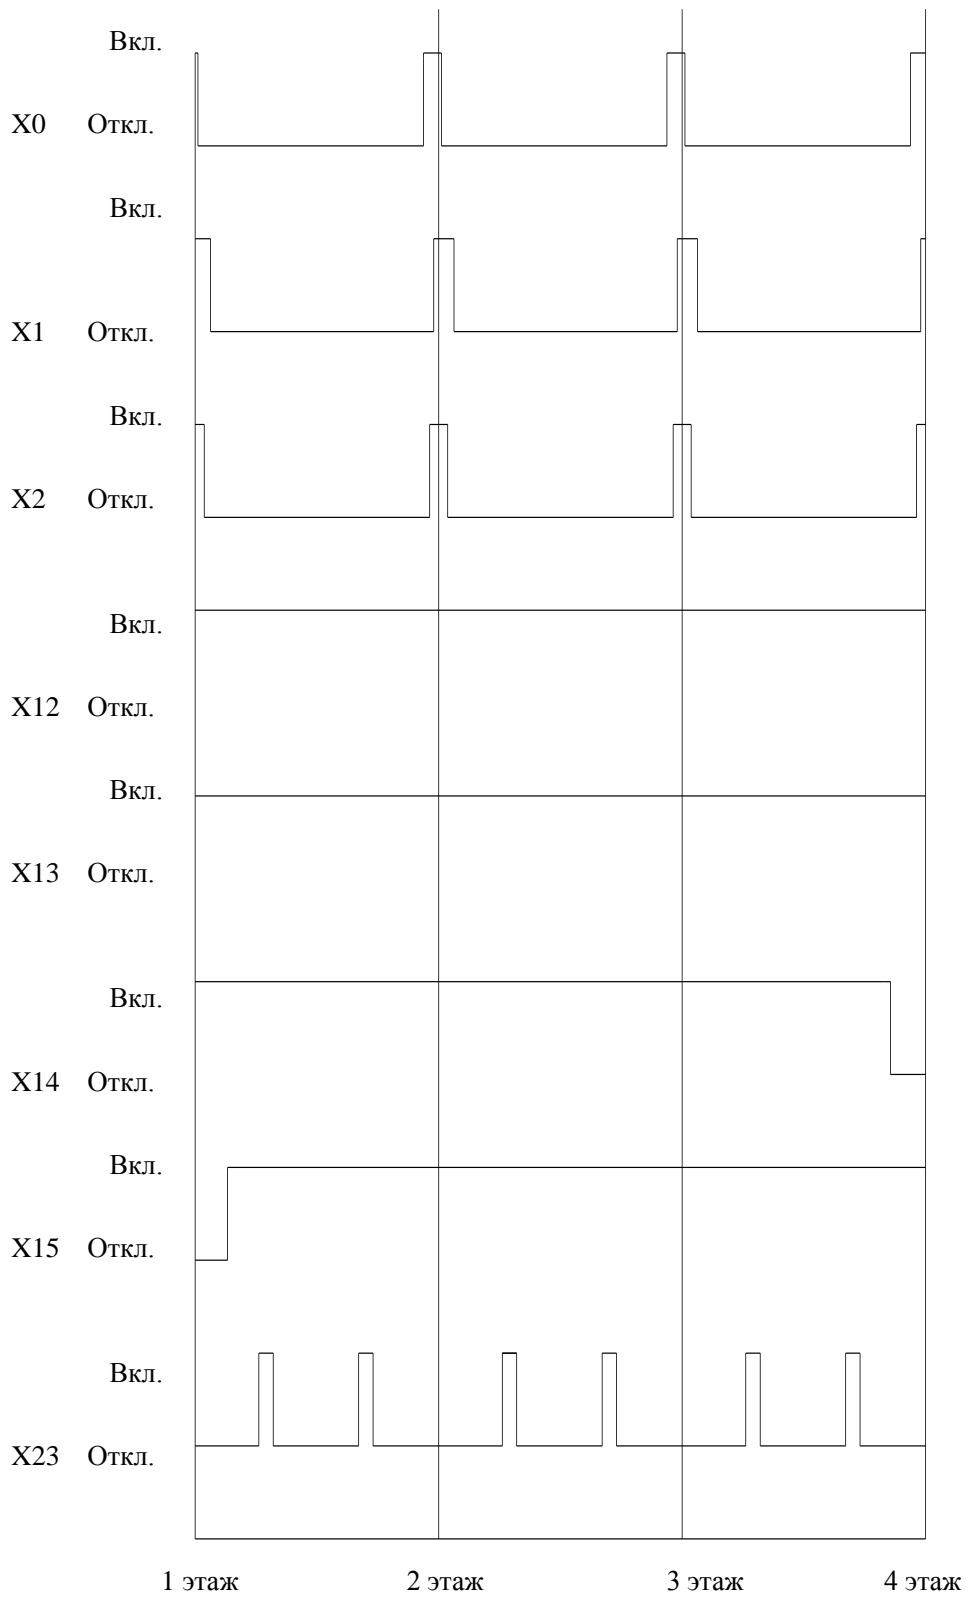 Вкл.
X0 Откл.
Вкл.
X1 Откл.
Вкл.
X2 Откл.
Вкл.
X12 Откл.
Вкл.
X13 Откл.
Вкл.
X14 Откл.
Вкл.
X15 Откл.
Вкл.
X23 Откл.
1 этаж 2 этаж 3 этаж 4 этаж